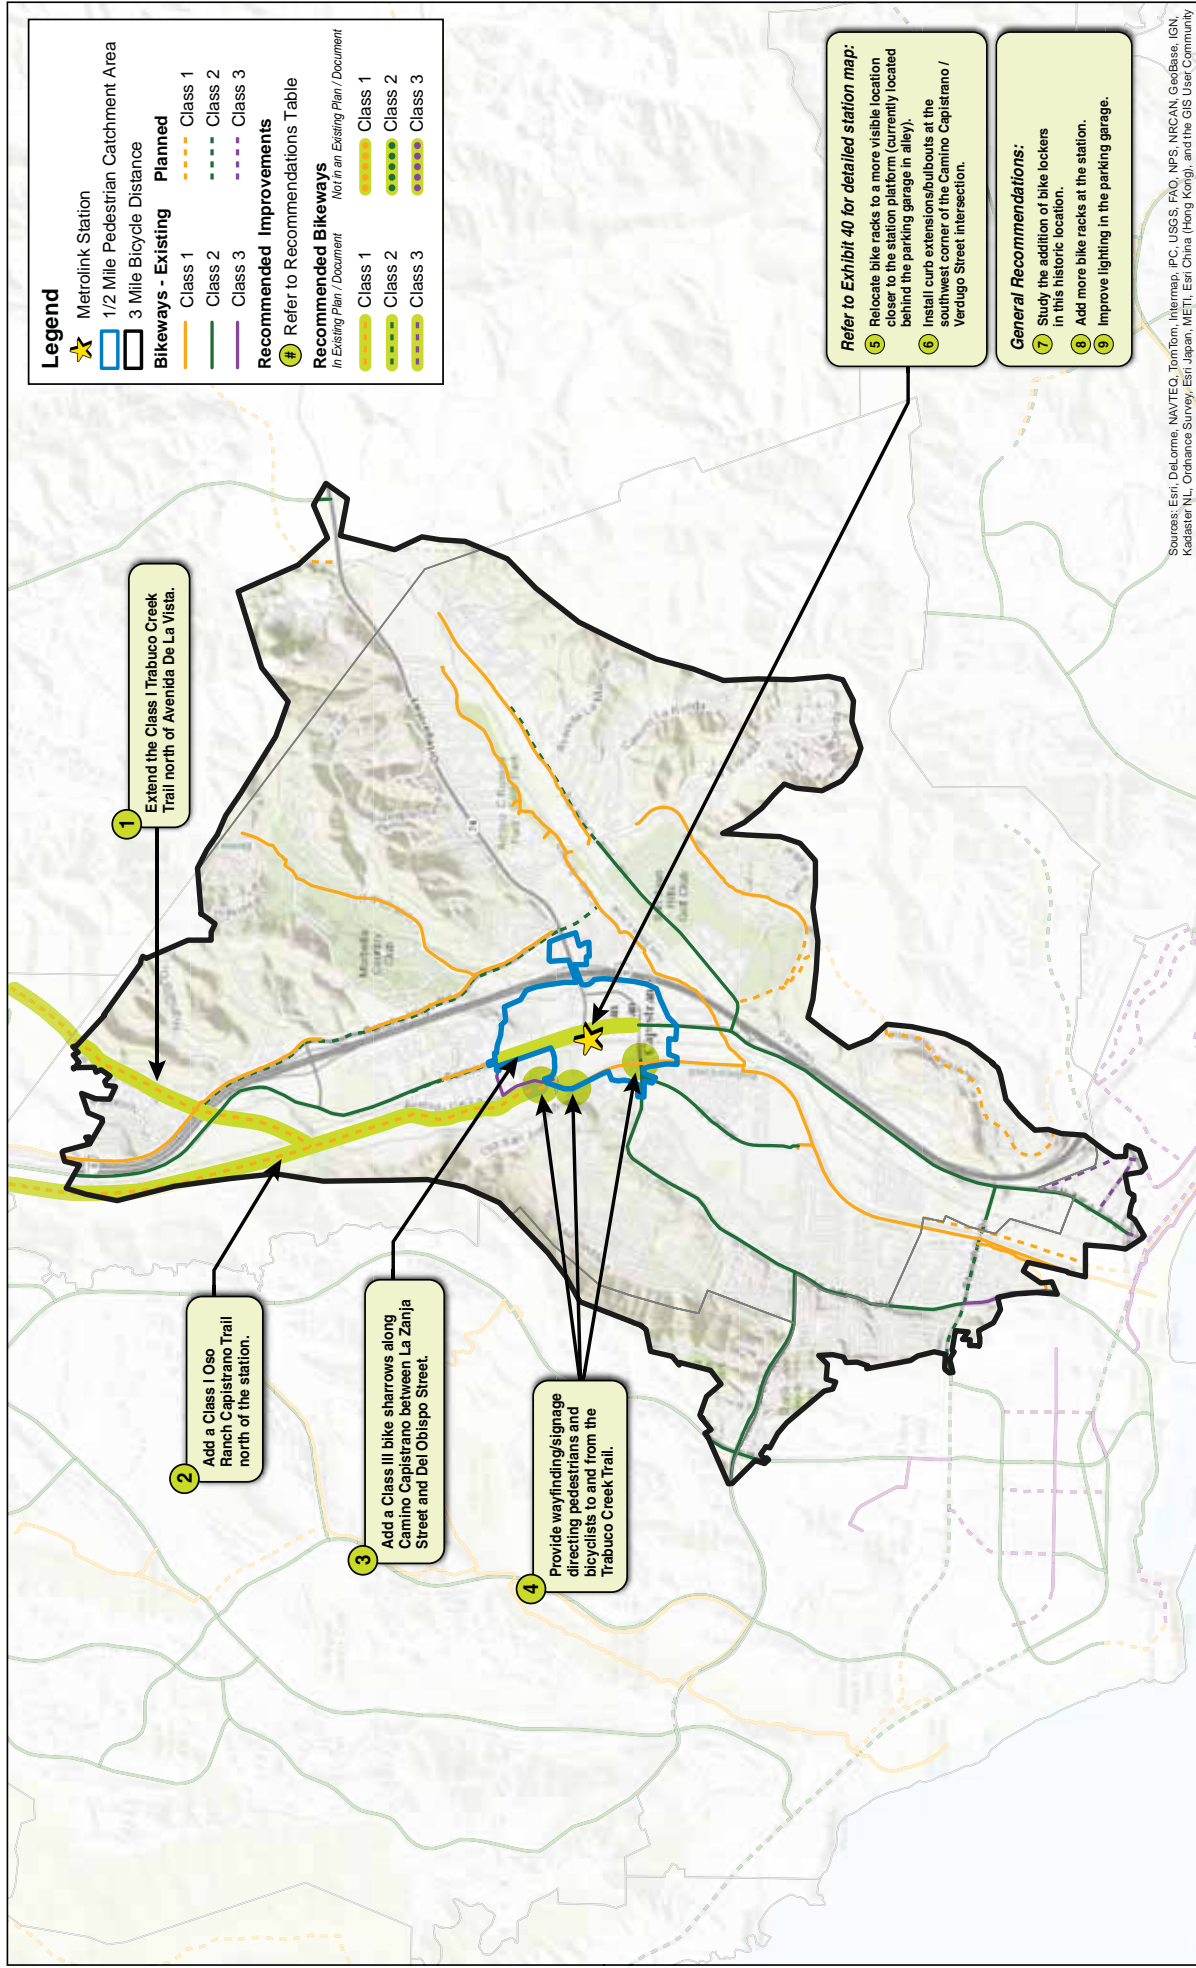 Legend
Metrolink Station
1/2 Mile Pedestrian Catchment Area
3 Mile Bicycle Distance
Bikeways - Existing
Planned
Class 1
Class 1
Class 2
Class 2
Class 3
Class 3
Recommended Improvements
# Refer to Recommendations Table
Recommended Bikeways
In Existing Plan / Document
Not in an Existing Plan / Document
Class 1
Class 1
Class 2
Class 2
Class 3
Class 3
1
Extend the Class I Trabuco Creek
Trail north of Avenida De La Vista.
2
Add a Class I Oso
Ranch Capistrano Trail
north of the station.
3
Add a Class III bike sharrows along
Camino Capistrano between La Zanja
Street and Del Obispo Street.
4
Provide wayfinding/signage
directing pedestrians and
bicyclists to and from the
Trabuco Creek Trail.
Refer to Exhibit 40 for detailed station map:
5 Relocate bike racks to a more visible location
closer to the station platform (currently located
behind the parking garage in alley).
6 Install curb extensions/bulbouts at the
southwest corner of the Camino Capistrano /
Verdugo Street intersection.
General Recommendations:
7 Study the addition of bike lockers
in this historic location.
8 Add more bike racks at the station.
9 Improve lighting in the parking garage.
Sources: Esri, DeLorme, NAVTEQ, TomTom, Intermap, iPC, USGS, FAO, NPS, NRCAN, GeoBase, IGN,
Kadaster NL, Ordnance Survey, Esri Japan, METI, Esri China (Hong Kong), and the GIS User Community